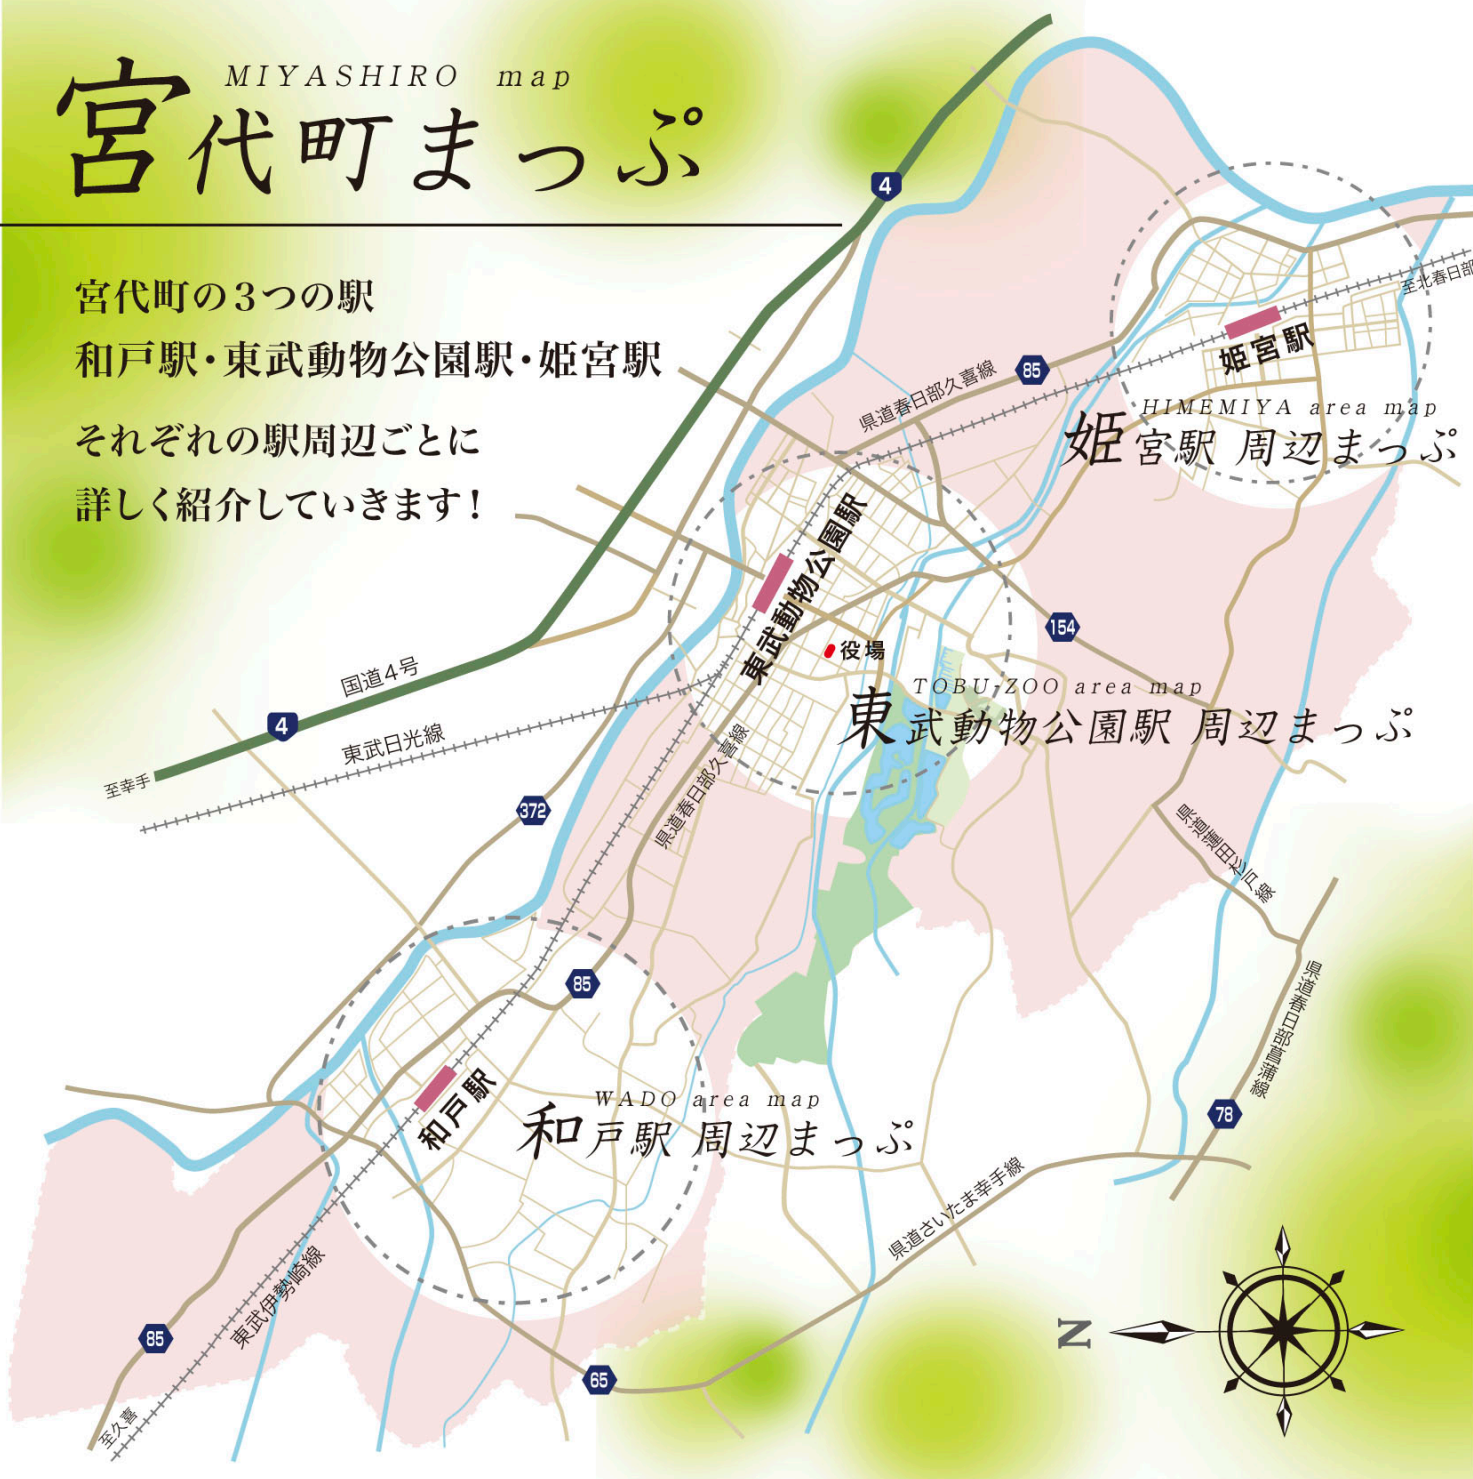 MIYASHIRO map
宮代町まっぷ
宮代町の3つの駅
和戸駅・東武動物公園駅・姫宮駅
それぞれの駅周辺ごとに
詳しく紹介していきます!
4
至北春日部
姫宮駅
県道春日部久喜線
85
HIMEMIYA area map
姫宮駅 周辺まっぷ
東武動物公園駅
154
役場
国道4号
4
TOBU-ZOO area map
東武動物公園駅 周辺まっぷ
東武日光線
至幸手
県道春日部久喜線
372
県道蓮田杉戸線
85
県道春日部菖蒲線
和戸駅
WADO area map
和戸駅 周辺まっぷ
78
県道さいたま幸手線
東武伊勢崎線
85
N
65
至久喜